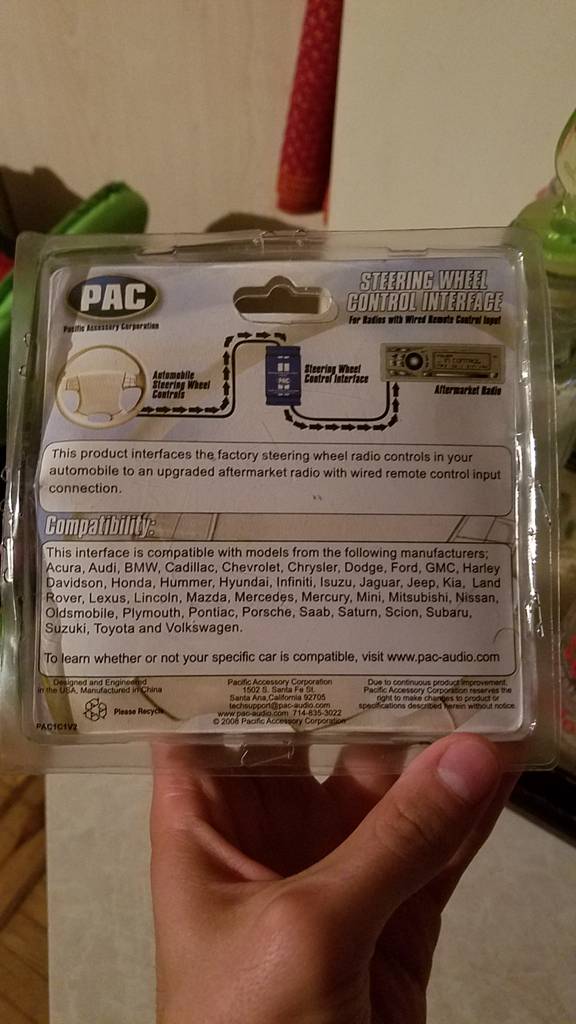 PAC
Pacific Accessory Corporation
STEERING WHEEL
CONTROL INTERFACE
For Radios with Wired Remote Control Input
Automobile
Steering Wheel
Controls
PAC
Steering Wheel
Control Interface
IN CONTROL
Aftermarket Radio
This product interfaces the factory steering wheel radio controls in your
automobile to an upgraded aftermarket radio with wired remote control input
connection.
Compatibility:
This interface is compatible with models from the following manufacturers;
Acura, Audi, BMW, Cadillac, Chevrolet, Chrysler, Dodge, Ford, GMC, Harley
Davidson, Honda, Hummer, Hyundai, Infiniti, Isuzu, Jaguar, Jeep, Kia, Land
Rover, Lexus, Lincoln, Mazda, Mercedes, Mercury, Mini, Mitsubishi, Nissan,
Oldsmobile, Plymouth, Pontiac, Porsche, Saab, Saturn, Scion, Subaru,
Suzuki, Toyota and Volkswagen.
To learn whether or not your specific car is compatible, visit www.pac-audio.com
Designed and Engineered
in the USA, Manufactured in China
Please Recycle
PAC1C1V2
Pacific Accessory Corporation
1502 S. Santa Fe St.
Santa Ana, California 92705
techsupport@pac-audio.com
www.pac-audio.com 714-835-3022
© 2008 Pacific Accessory Corporation
Due to continuous product improvement,
Pacific Accessory Corporation reserves the
right to make changes to product or
specifications described herein without notice.